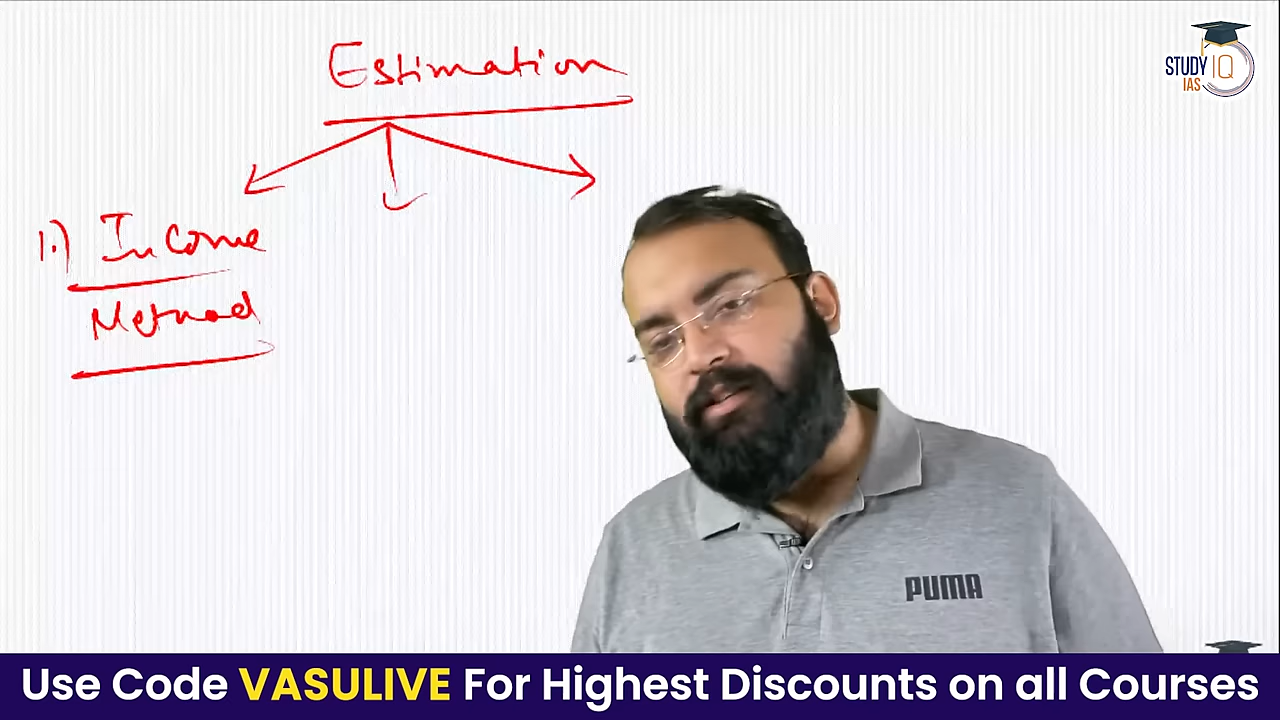 Estimation
1.) Income
Method
STUDY IQ
IAS
PUMA
Use Code VASULIVE For Highest Discounts on all Courses